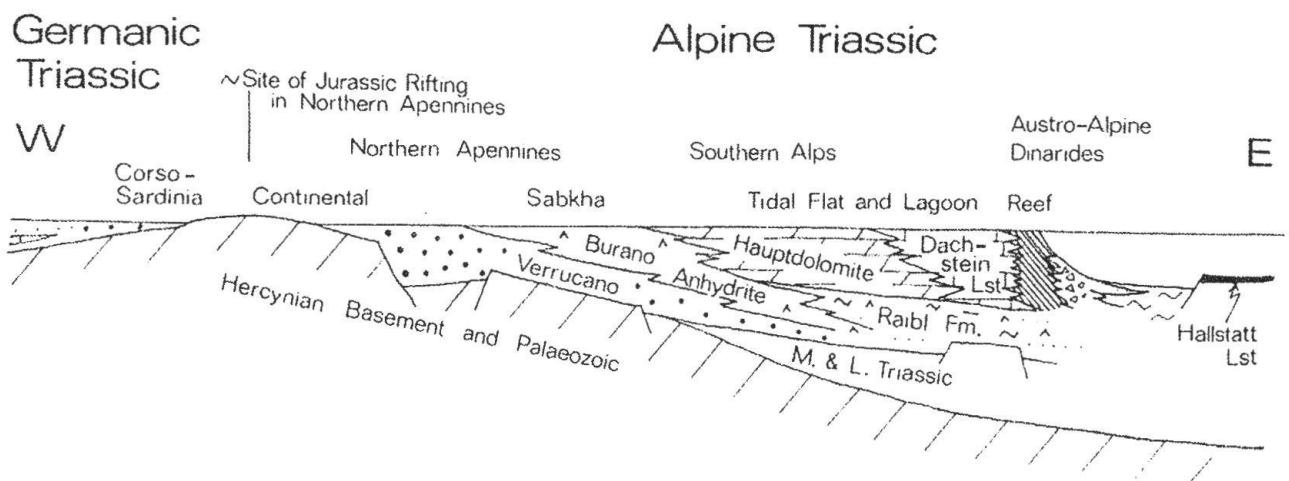 Germanic
Triassic
Alpine Triassic
~Site of Jurassic Rifting
in Northern Apennines
W
Northern Apennines
Southern Alps
Austro-Alpine
Dinarides
E
Corso-
Sardinia
Continental
Sabkha
Tidal Flat and Lagoon
Reef
Burano
Anhydrite
Hauptdolomite
Dach-
stein
Lst
Verrucano
Raibl Fm.
Hercynian Basement and Palaeozoic
M. & L. Triassic
Hallstatt
Lst